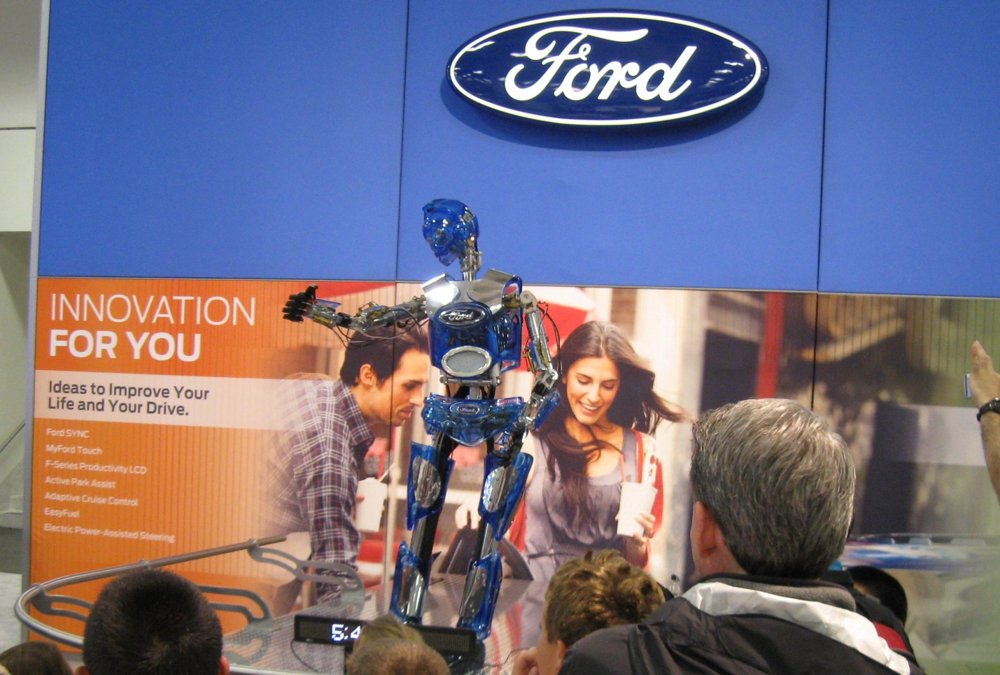 Ford
INNOVATION
FOR YOU
Ideas to Improve Your
Life and Your Drive.
Ford SYNC
MyFord Touch
F-Series Productivity LCD
Active Park Assist
Adaptive Cruise Control
EasyFuel
Electric Power-Assisted Steering
Ford
Ford
5:4